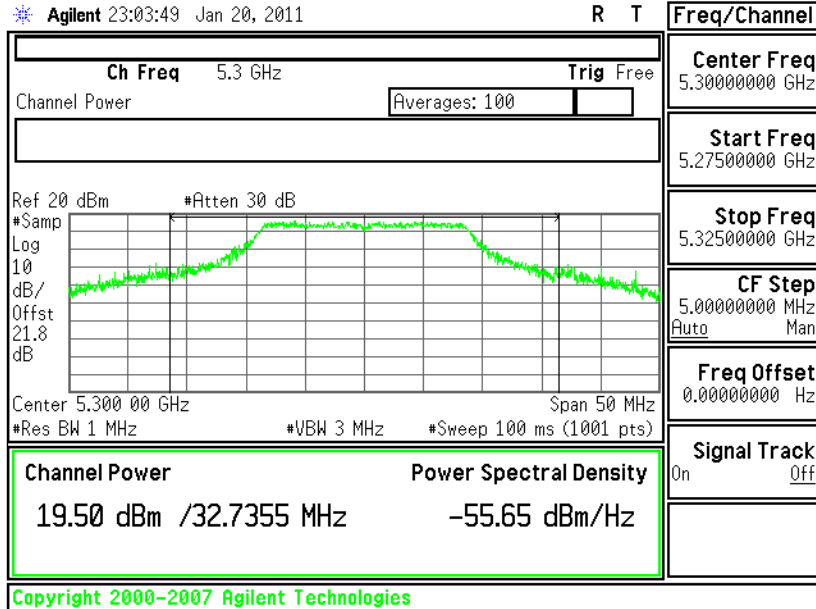 Agilent 23:03:49 Jan 20, 2011 R T
Freq/Channel
Ch Freq 5.3 GHz Trig Free
Channel Power Averages: 100
Ref 20 dBm #Atten 30 dB
#Samp
Log
10
dB/
Offst
21.8
dB
Center 5.300 00 GHz Span 50 MHz
#Res BW 1 MHz #VBW 3 MHz #Sweep 100 ms (1001 pts)
Channel Power Power Spectral Density
19.50 dBm /32.7355 MHz -55.65 dBm/Hz
Center Freq
5.30000000 GHz
Start Freq
5.27500000 GHz
Stop Freq
5.32500000 GHz
CF Step
5.00000000 MHz
Auto Man
Freq Offset
0.00000000 Hz
Signal Track
On Off
Copyright 2000-2007 Agilent Technologies